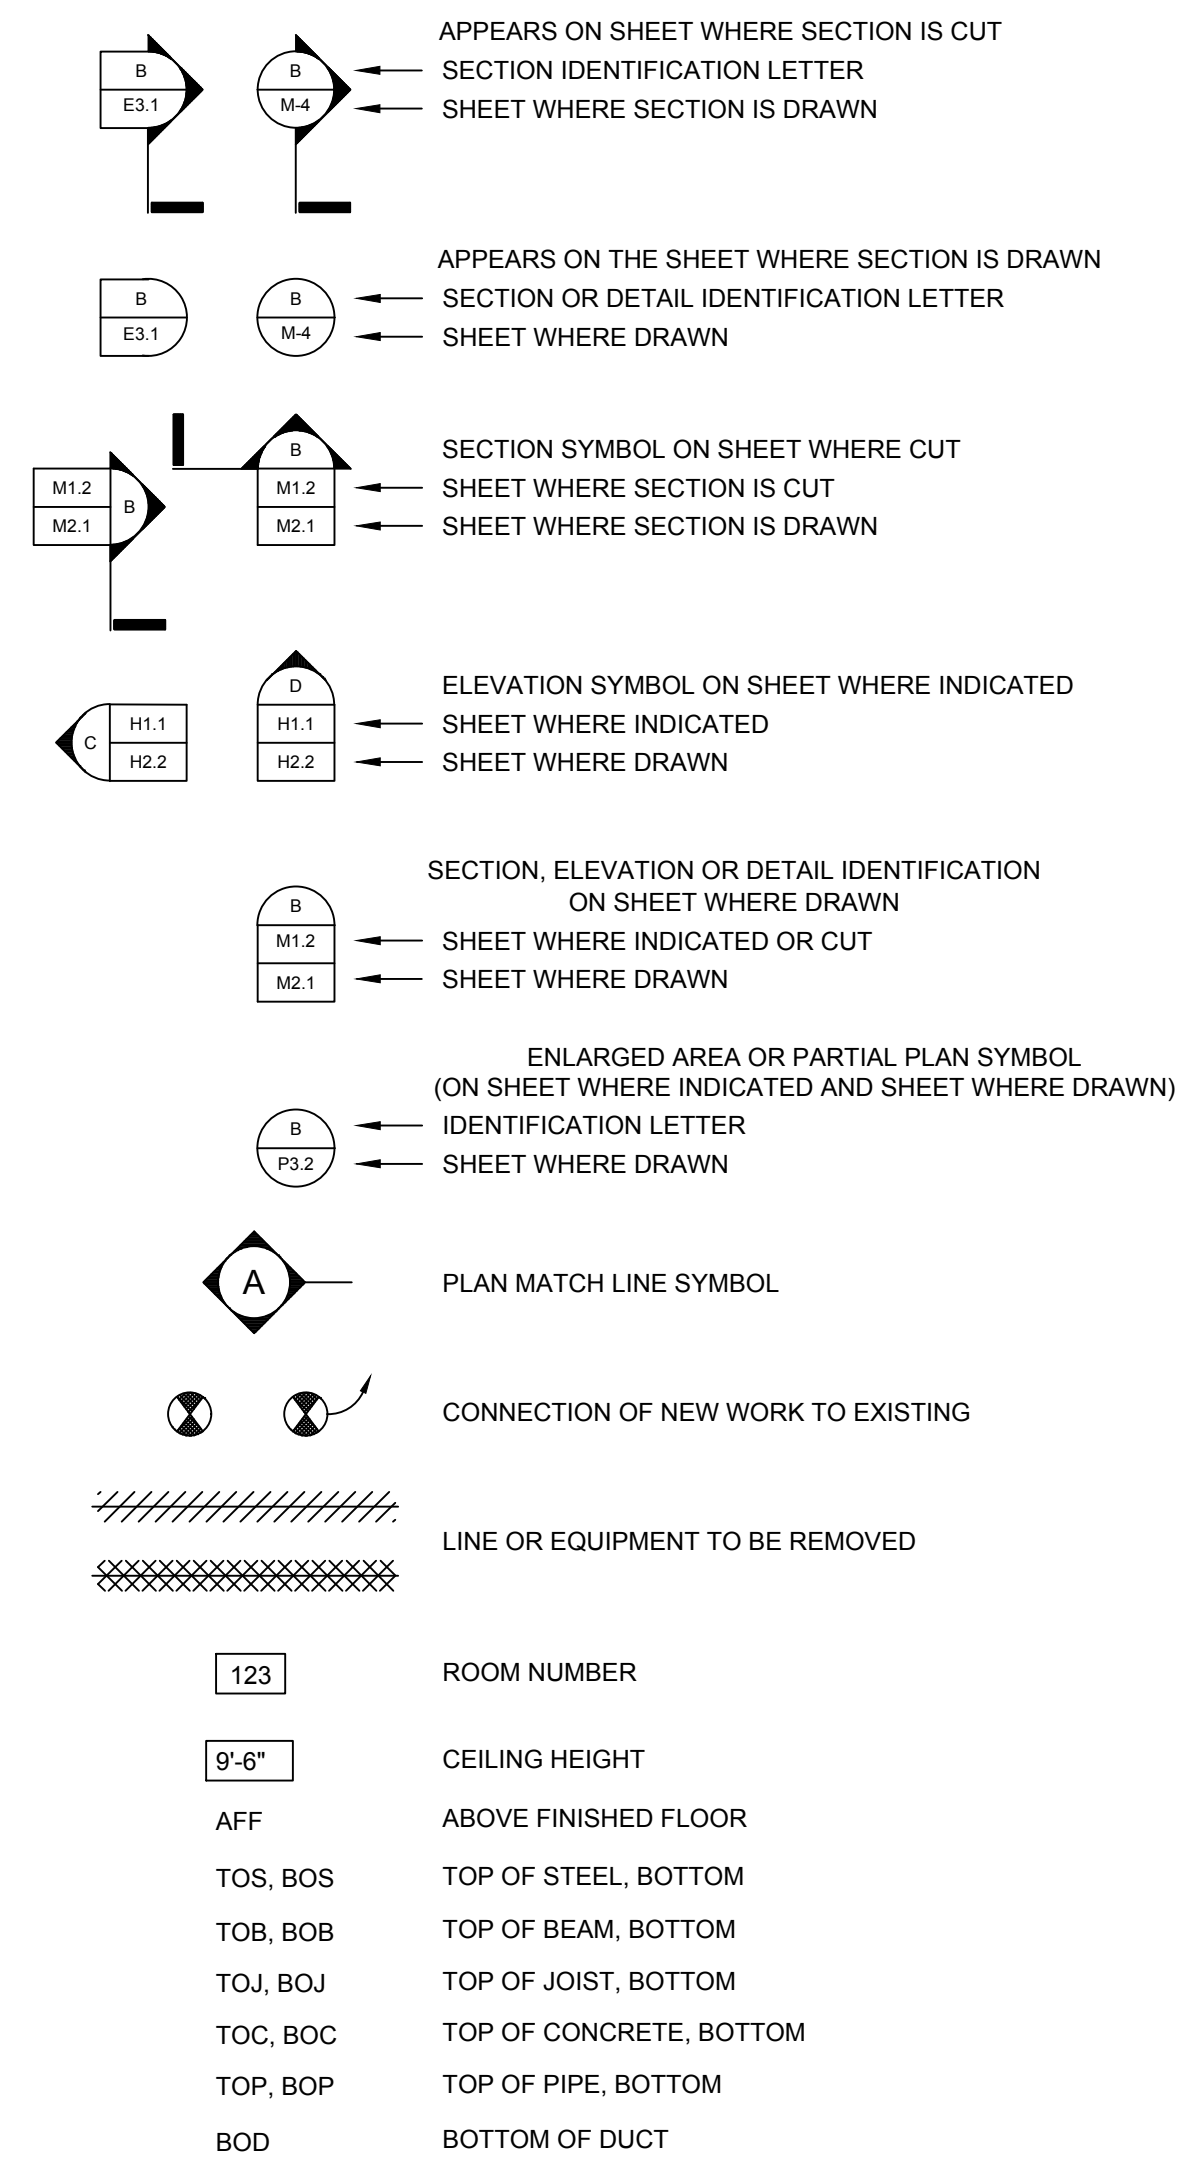 APPEARS ON SHEET WHERE SECTION IS CUT
B B SECTION IDENTIFICATION LETTER
E3.1 M-4 SHEET WHERE SECTION IS DRAWN
APPEARS ON THE SHEET WHERE SECTION IS DRAWN
B B SECTION OR DETAIL IDENTIFICATION LETTER
E3.1 M-4 SHEET WHERE DRAWN
B SECTION SYMBOL ON SHEET WHERE CUT
M1.2 M1.2 SHEET WHERE SECTION IS CUT
B
M2.1 M2.1 SHEET WHERE SECTION IS DRAWN
D ELEVATION SYMBOL ON SHEET WHERE INDICATED
H1.1 H1.1 SHEET WHERE INDICATED
C
H2.2 H2.2 SHEET WHERE DRAWN
SECTION, ELEVATION OR DETAIL IDENTIFICATION
B ON SHEET WHERE DRAWN
M1.2 SHEET WHERE INDICATED OR CUT
M2.1 SHEET WHERE DRAWN
ENLARGED AREA OR PARTIAL PLAN SYMBOL
(ON SHEET WHERE INDICATED AND SHEET WHERE DRAWN)
B IDENTIFICATION LETTER
P3.2 SHEET WHERE DRAWN
A PLAN MATCH LINE SYMBOL
CONNECTION OF NEW WORK TO EXISTING
LINE OR EQUIPMENT TO BE REMOVED
123 ROOM NUMBER
9'-6" CEILING HEIGHT
AFF ABOVE FINISHED FLOOR
TOS, BOS TOP OF STEEL, BOTTOM
TOB, BOB TOP OF BEAM, BOTTOM
TOJ, BOJ TOP OF JOIST, BOTTOM
TOC, BOC TOP OF CONCRETE, BOTTOM
TOP, BOP TOP OF PIPE, BOTTOM
BOD BOTTOM OF DUCT